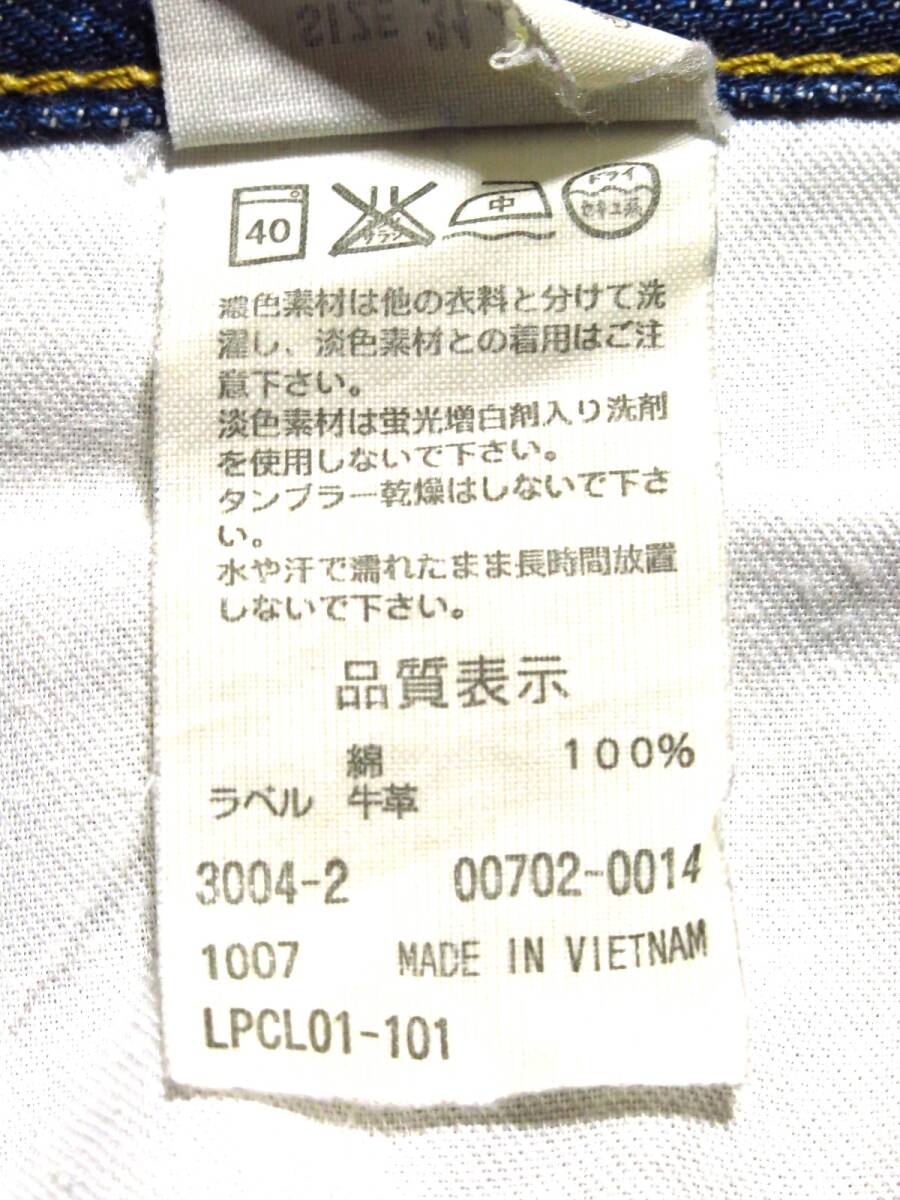 SIZE 34
40
中
ドライ
セキユ系
濃色素材は他の衣料と分けて洗
濯し、淡色素材との着用はご注
意下さい。
淡色素材は蛍光増白剤入り洗剤
を使用しないで下さい。
タンブラー乾燥はしないで下さ
い。
水や汗で濡れたまま長時間放置
しないで下さい。
品質表示
綿 100%
ラベル 牛革
3004-2 00702-0014
1007 MADE IN VIETNAM
LPCL01-101